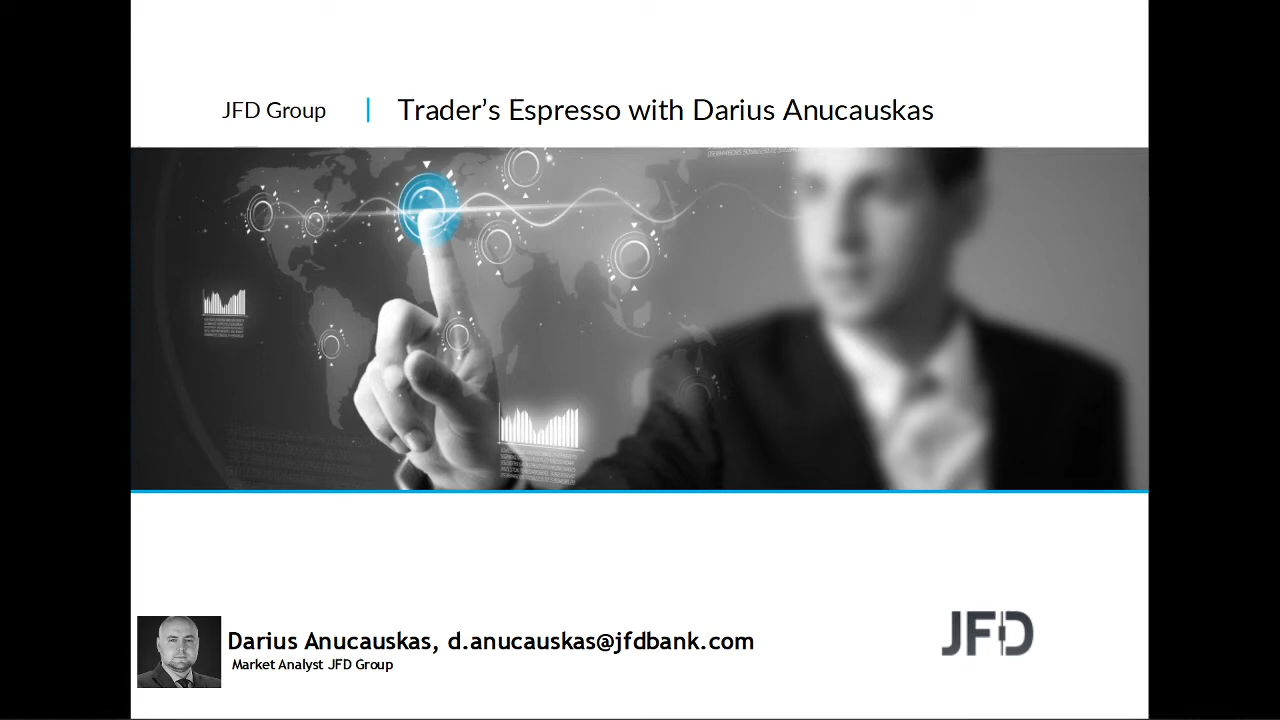 JFD Group
Trader’s Espresso with Darius Anucauskas
Darius Anucauskas, d.anucauskas@jfdbank.com
Market Analyst JFD Group
JFD